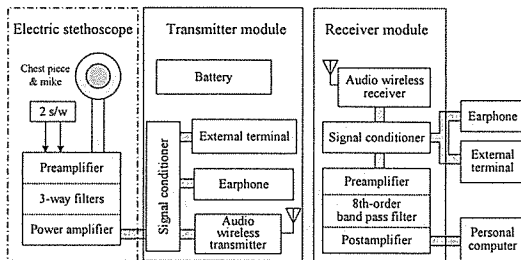 Electric stethoscope
Chest piece
& mike
2 s/w
Preamplifier
3-way filters
Power amplifier
Transmitter module
Battery
Signal conditioner
External terminal
Earphone
Audio
wireless
transmitter
Receiver module
Audio wireless
receiver
Signal conditioner
Earphone
External
terminal
Preamplifier
8th-order
band pass filter
Postamplifier
Personal
computer